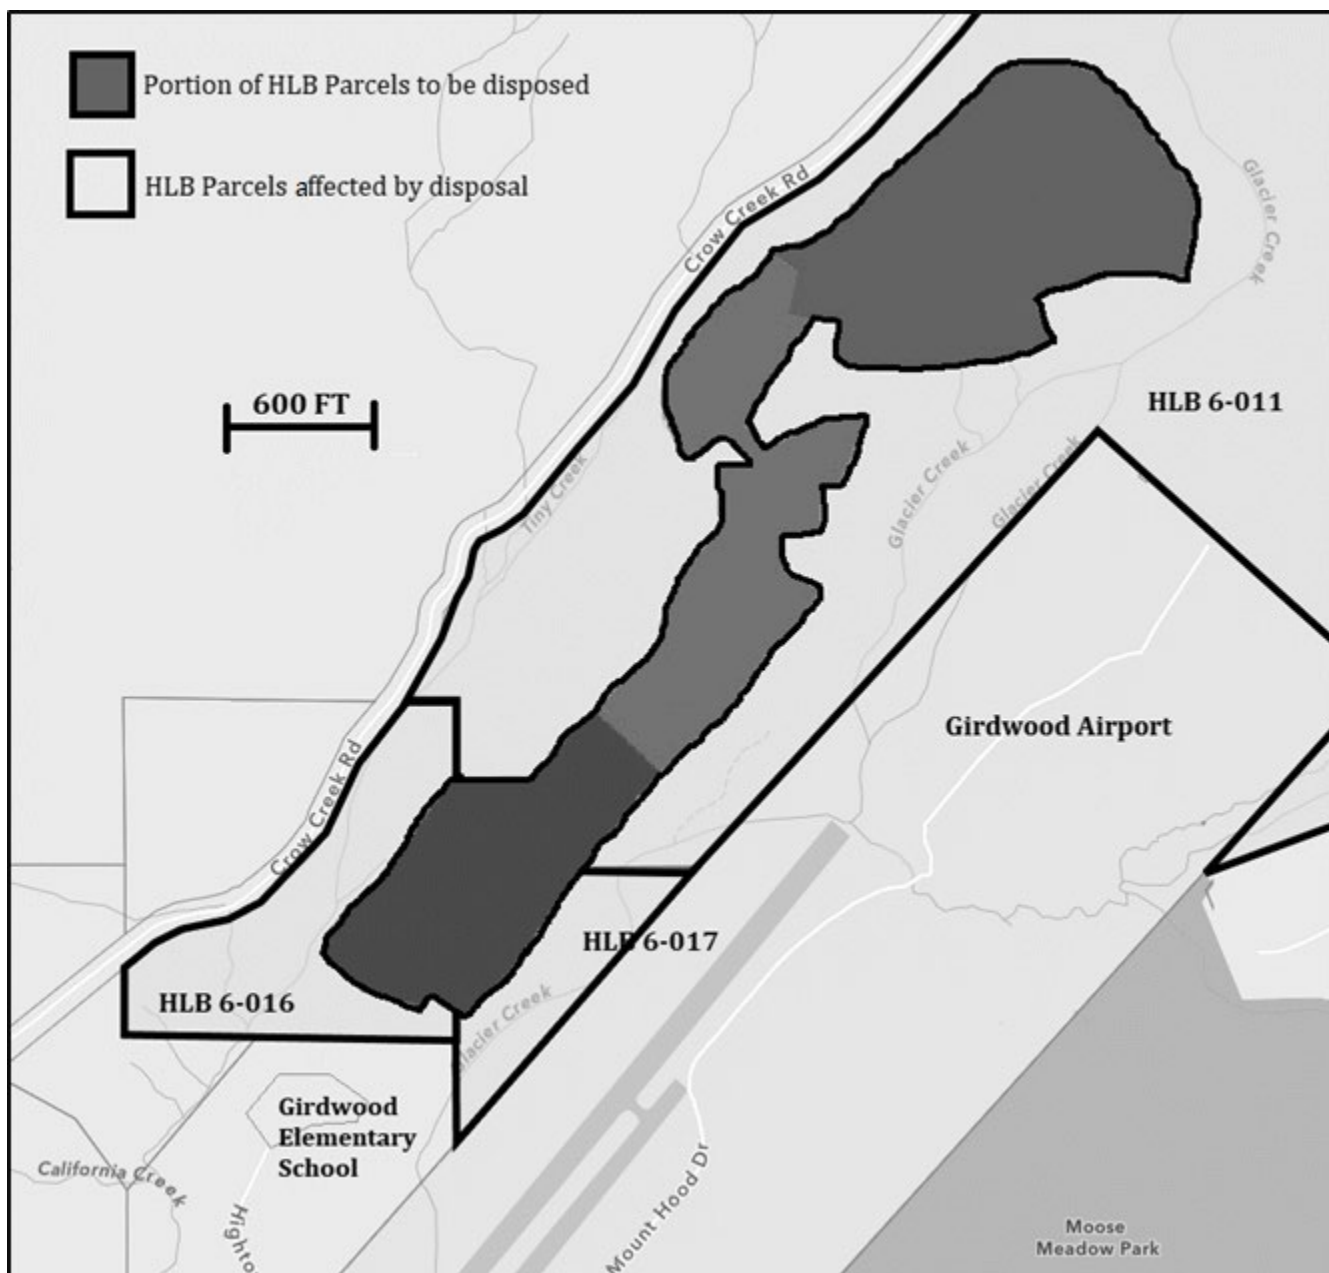 Portion of HLB Parcels to be disposed
HLB Parcels affected by disposal
Crow Creek Rd
Glacier Creek
600 FT
HLB 6-011
Tiny Creek
Glacier Creek
Glacier Creek
Girdwood Airport
Crow Creek Rd
HLB 6-017
HLB 6-016
Glacier Creek
Girdwood
Elementary
School
California Creek
Highto
Mount Hood Dr
Moose
Meadow Park